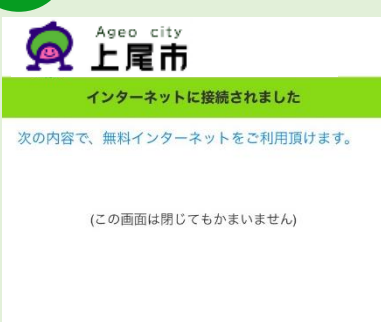 Ageo city
上尾市
インターネットに接続されました
次の内容で、無料インターネットをご利用頂けます。
(この画面は閉じてもかまいません)